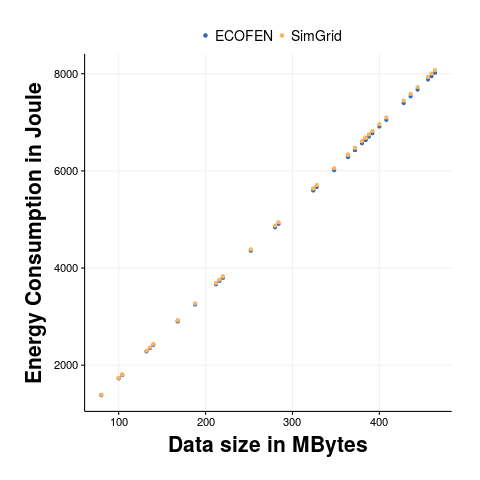 ECOFEN SimGrid
Energy Consumption in Joule
8000
6000
4000
2000
100 200 300 400
Data size in MBytes